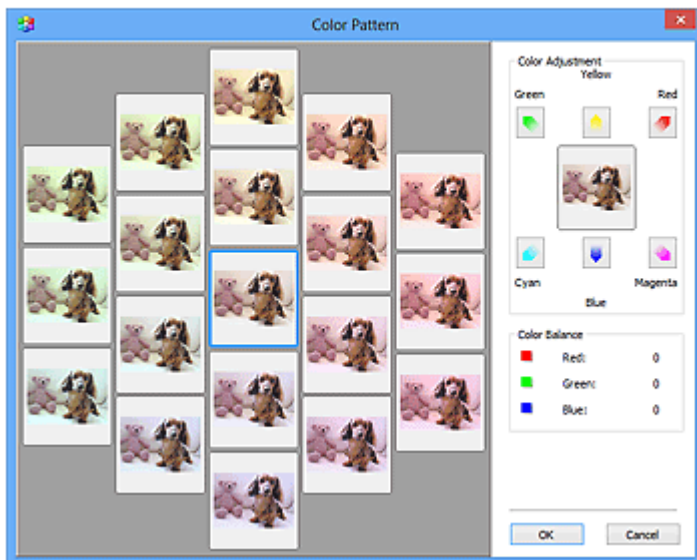 Color Pattern
Color Adjustment
Yellow
Green Red
Cyan Magenta
Blue
Color Balance
Red: 0
Green: 0
Blue: 0
OK Cancel